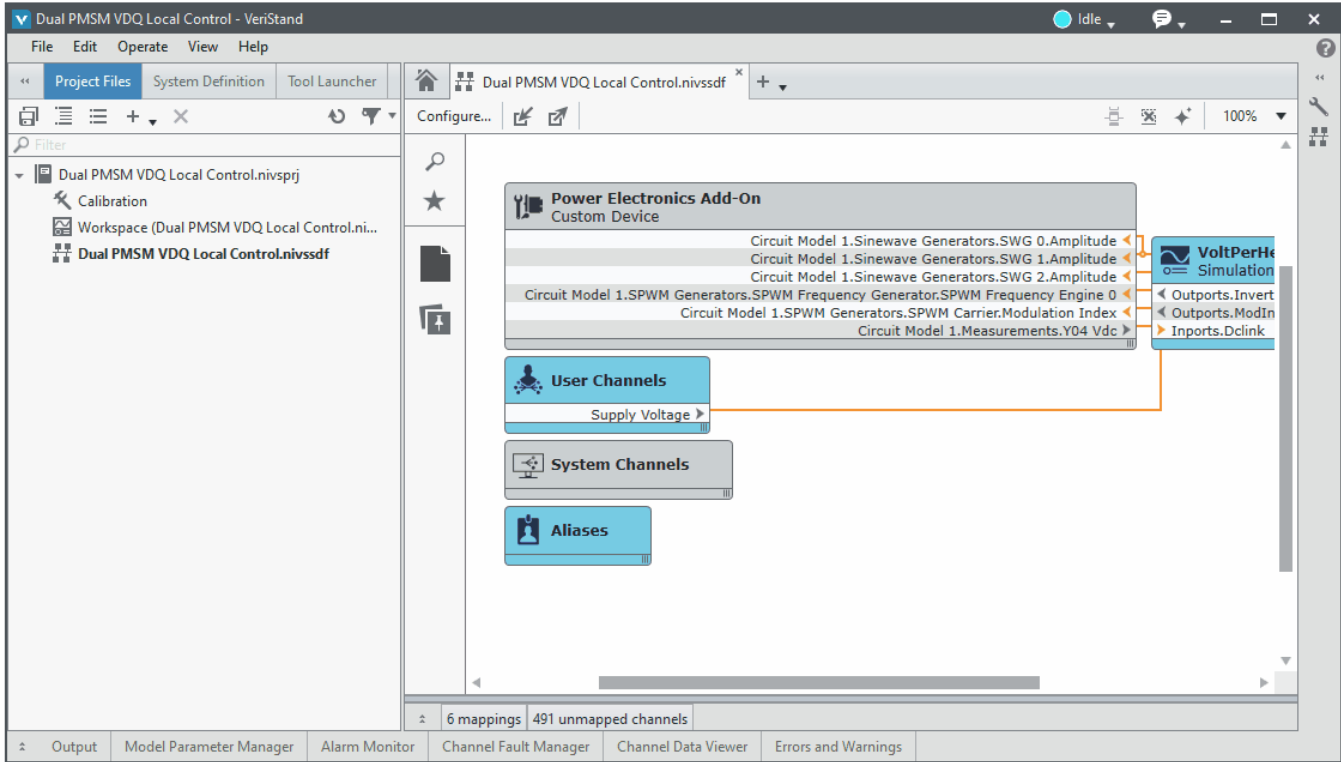 Dual PMSM VDQ Local Control - VeriStand
Idle
File Edit Operate View Help
Project Files System Definition Tool Launcher
Dual PMSM VDQ Local Control.nivssdf
Configure...
100%
Filter
Dual PMSM VDQ Local Control.nivsprj
Calibration
Workspace (Dual PMSM VDQ Local Control.ni...
Dual PMSM VDQ Local Control.nivssdf
Power Electronics Add-On
Custom Device
Circuit Model 1.Sinewave Generators.SWG 0.Amplitude
Circuit Model 1.Sinewave Generators.SWG 1.Amplitude
Circuit Model 1.Sinewave Generators.SWG 2.Amplitude
Circuit Model 1.SPWM Generators.SPWM Frequency Generator.SPWM Frequency Engine 0
Circuit Model 1.SPWM Generators.SPWM Carrier.Modulation Index
Circuit Model 1.Measurements.Y04 Vdc
VoltPerHe
Simulation
Outports.Invert
Outports.ModIn
Inports.Dclink
User Channels
Supply Voltage
System Channels
Aliases
6 mappings 491 unmapped channels
Output Model Parameter Manager Alarm Monitor Channel Fault Manager Channel Data Viewer Errors and Warnings